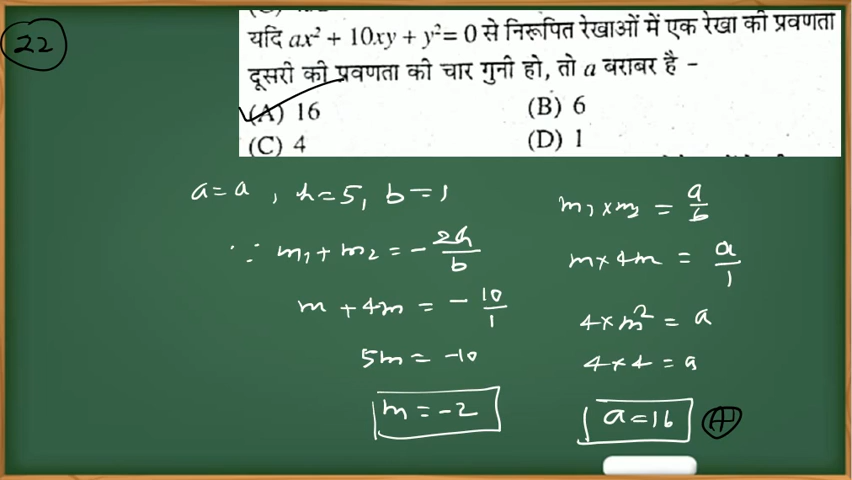 22
यदि ax² + 10xy + y² = 0 से निरूपित रेखाओं में एक रेखा की प्रवणता
दूसरी की प्रवणता की चार गुनी हो, तो a बराबर है -
(A) 16 (B) 6
(C) 4 (D) 1
a = a, h = 5, b = 1
∵ m₁ + m₂ = - 2h/b
m + 4m = - 10/1
5m = -10
m = -2
m₁ × m₂ = a/b
m × 4m = a/1
4 × m² = a
4 × 4 = a
a = 16 (A)